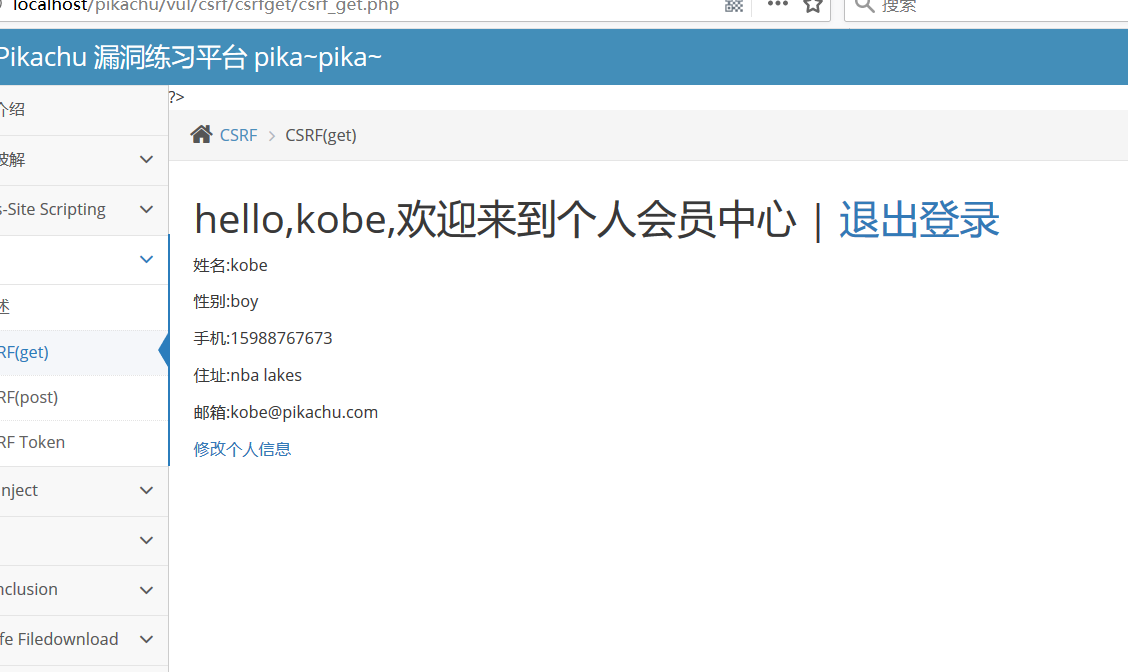 localhost/pikachu/vul/csrf/csrfget/csrf_get.php
搜索
Pikachu 漏洞练习平台 pika~pika~
介绍
破解
s-Site Scripting
述
RF(get)
RF(post)
RF Token
nject
nclusion
fe Filedownload
?>
CSRF > CSRF(get)
hello,kobe,欢迎来到个人会员中心 | 退出登录
姓名:kobe
性别:boy
手机:15988767673
住址:nba lakes
邮箱:kobe@pikachu.com
修改个人信息